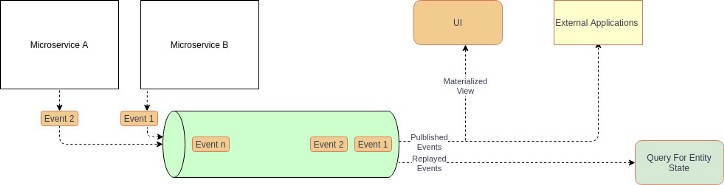 Microservice A
Microservice B
UI
External Applications
Materialized
View
Event 2
Event 1
Event n
Event 2
Event 1
Pulblished
Events
Replayed
Events
Query For Entity
State